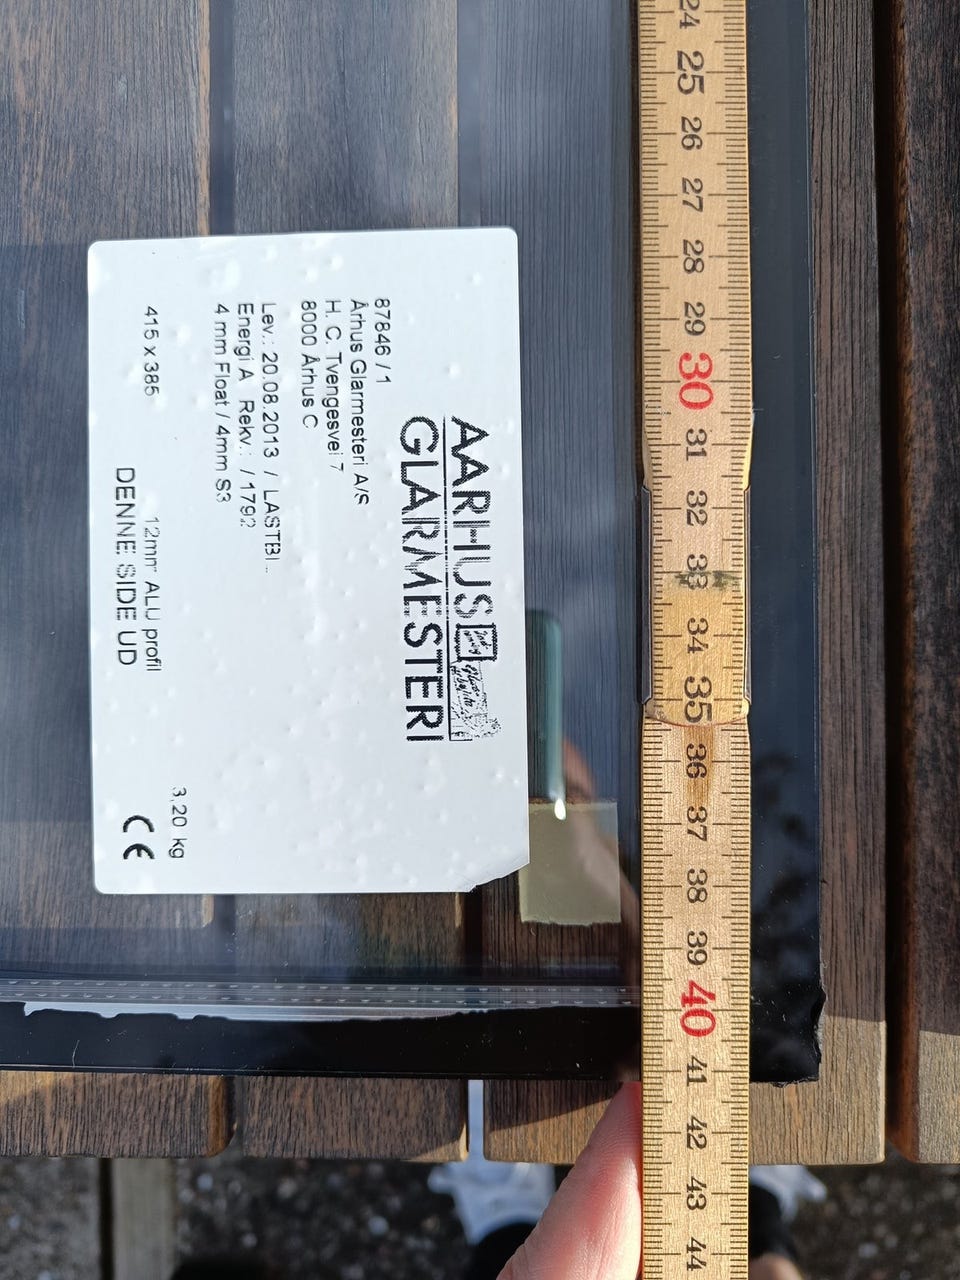 AARHUS
GLARMESTERI
87846 / 1
Århus Glarmesteri A/S
H. C. Tvengesvej 7
8000 Århus C
Lev.: 20.08.2013 / LASTBI...
Energi A Rekv.: / 1792
4 mm Float / 4mm S3
3,20 kg
415 x 385
12mm ALU profil
DENNE SIDE UD
CE
24 25 26 27 28 29 30 31 32 33 34 35 36 37 38 39 40 41 42 43 44